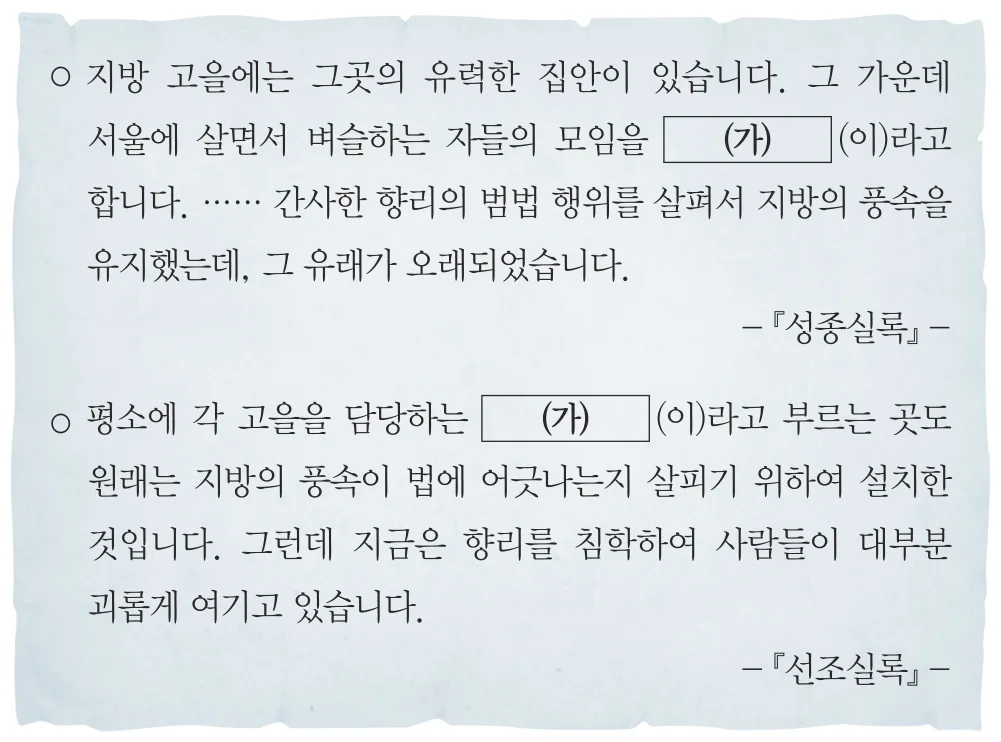 ○ 지방 고을에는 그곳의 유력한 집안이 있습니다. 그 가운데
서울에 살면서 벼슬하는 자들의 모임을 (가) (이)라고
합니다. …… 간사한 향리의 범법 행위를 살펴서 지방의 풍속을
유지했는데, 그 유래가 오래되었습니다.
－『성종실록』－
○ 평소에 각 고을을 담당하는 (가) (이)라고 부르는 곳도
원래는 지방의 풍속이 법에 어긋나는지 살피기 위하여 설치한
것입니다. 그런데 지금은 향리를 침학하여 사람들이 대부분
괴롭게 여기고 있습니다.
－『선조실록』－